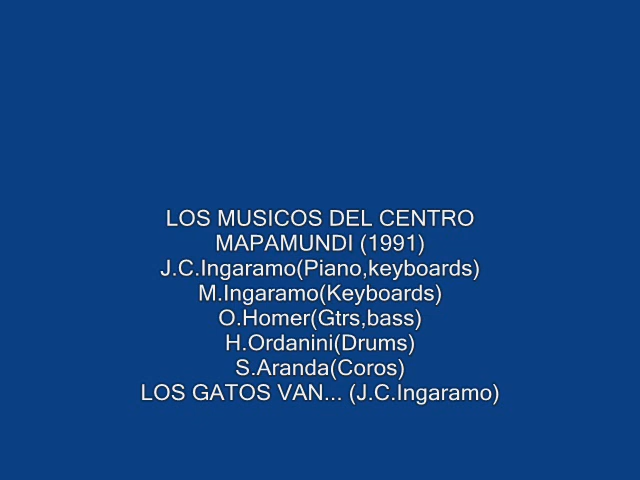 LOS MUSICOS DEL CENTRO
MAPAMUNDI (1991)
J.C.Ingaramo(Piano,keyboards)
M.Ingaramo(Keyboards)
O.Homer(Gtrs,bass)
H.Ordanini(Drums)
S.Aranda(Coros)
LOS GATOS VAN... (J.C.Ingaramo)